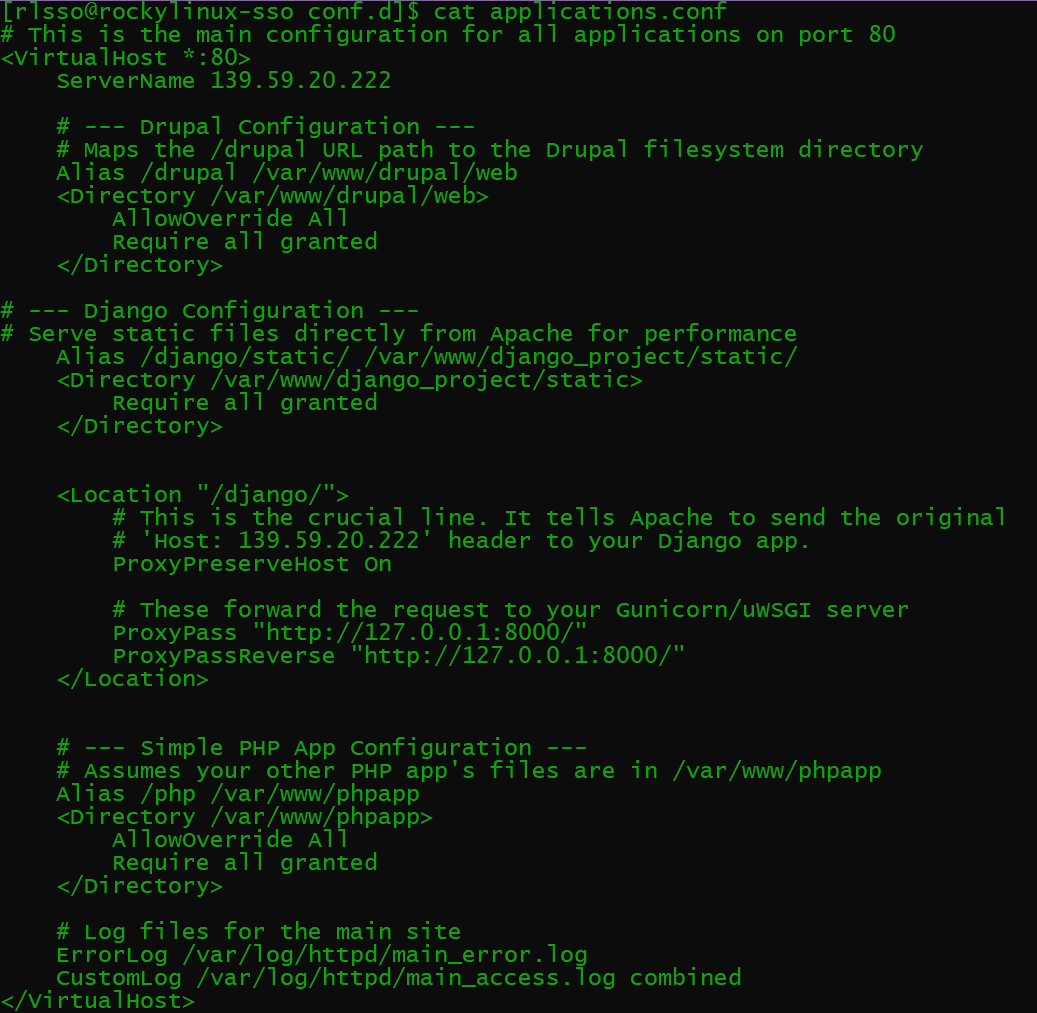 [rlsso@rockylinux-sso conf.d]$ cat applications.conf
# This is the main configuration for all applications on port 80
<VirtualHost *:80>
    ServerName 139.59.20.222

    # --- Drupal Configuration ---
    # Maps the /drupal URL path to the Drupal filesystem directory
    Alias /drupal /var/www/drupal/web
    <Directory /var/www/drupal/web>
        AllowOverride All
        Require all granted
    </Directory>

# --- Django Configuration ---
# Serve static files directly from Apache for performance
    Alias /django/static/ /var/www/django_project/static/
    <Directory /var/www/django_project/static>
        Require all granted
    </Directory>


    <Location "/django/">
        # This is the crucial line. It tells Apache to send the original
        # 'Host: 139.59.20.222' header to your Django app.
        ProxyPreserveHost On

        # These forward the request to your Gunicorn/uWSGI server
        ProxyPass "http://127.0.0.1:8000/"
        ProxyPassReverse "http://127.0.0.1:8000/"
    </Location>


    # --- Simple PHP App Configuration ---
    # Assumes your other PHP app's files are in /var/www/phpapp
    Alias /php /var/www/phpapp
    <Directory /var/www/phpapp>
        AllowOverride All
        Require all granted
    </Directory>

    # Log files for the main site
    ErrorLog /var/log/httpd/main_error.log
    CustomLog /var/log/httpd/main_access.log combined
</VirtualHost>